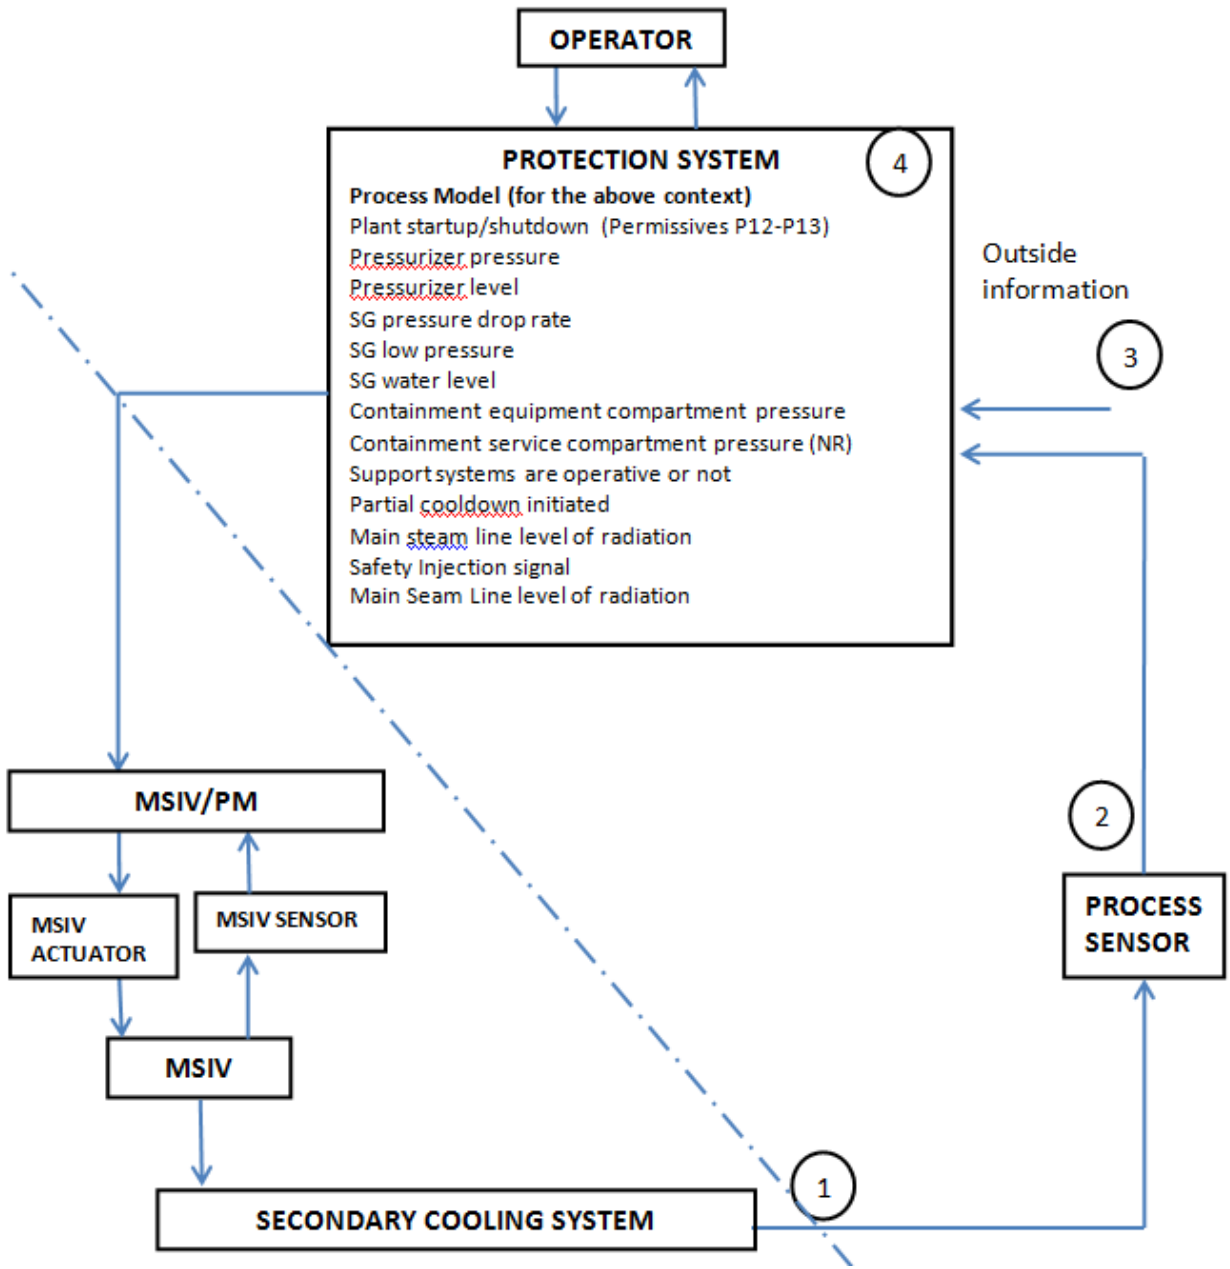 OPERATOR
PROTECTION SYSTEM
4
Process Model (for the above context)
Plant startup/shutdown (Permissives P12-P13)
Pressurizer pressure
Pressurizer level
SG pressure drop rate
SG low pressure
SG water level
Containment equipment compartment pressure
Containment service compartment pressure (NR)
Support systems are operative or not
Partial cooldown initiated
Main steam line level of radiation
Safety Injection signal
Main Seam Line level of radiation
Outside
information
3
MSIV/PM
2
MSIV
ACTUATOR
MSIV SENSOR
PROCESS
SENSOR
MSIV
1
SECONDARY COOLING SYSTEM